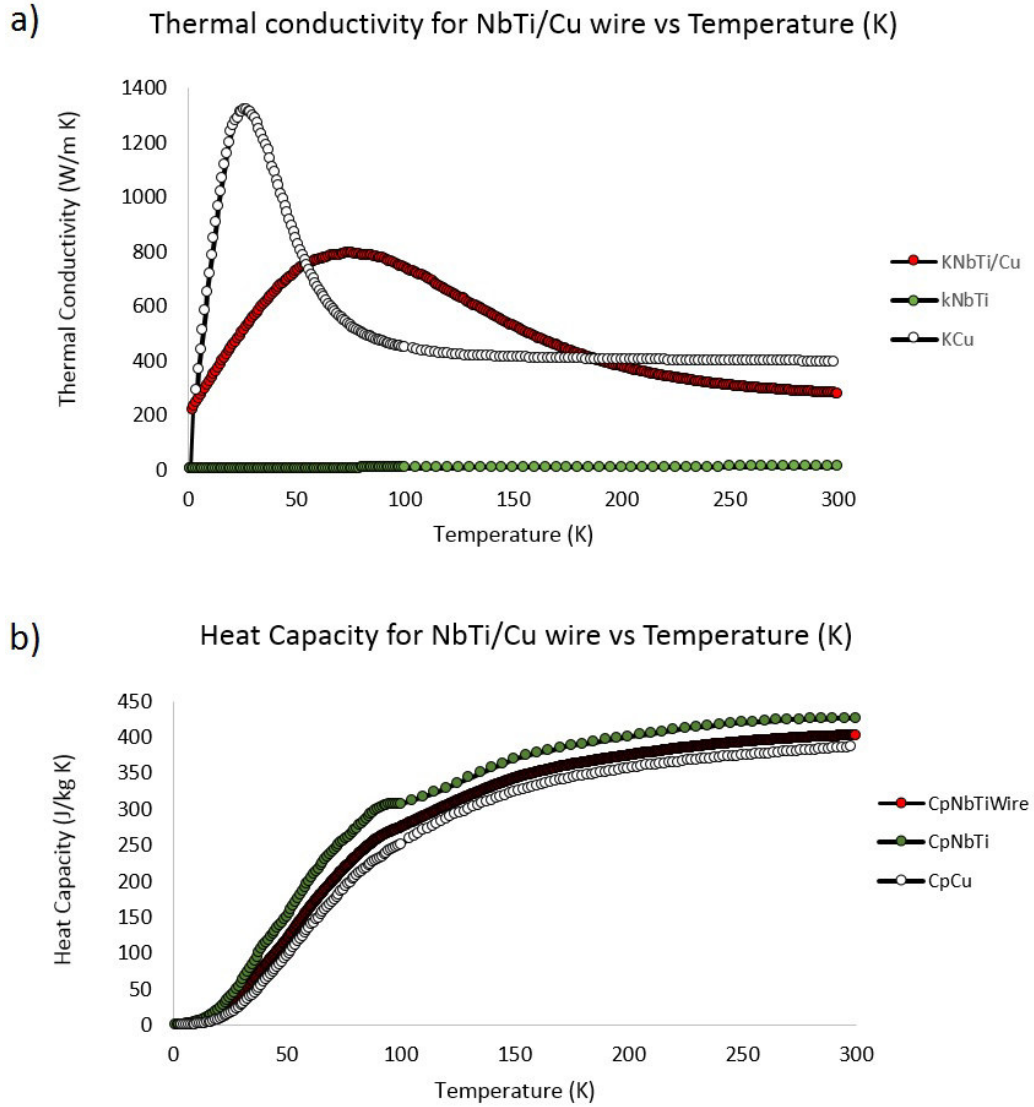 a)
Thermal conductivity for NbTi/Cu wire vs Temperature (K)
Thermal Conductivity (W/m K)
1400
1200
1000
800
600
400
200
0
0 50 100 150 200 250 300
Temperature (K)
KNbTi/Cu
kNbTi
KCu
b)
Heat Capacity for NbTi/Cu wire vs Temperature (K)
Heat Capacity (J/kg K)
450
400
350
300
250
200
150
100
50
0
0 50 100 150 200 250 300
Temperature (K)
CpNbTiWire
CpNbTi
CpCu